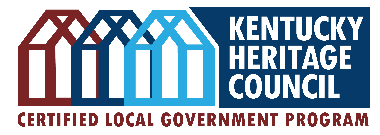 KENTUCKY
HERITAGE
COUNCIL
CERTIFIED LOCAL GOVERNMENT PROGRAM